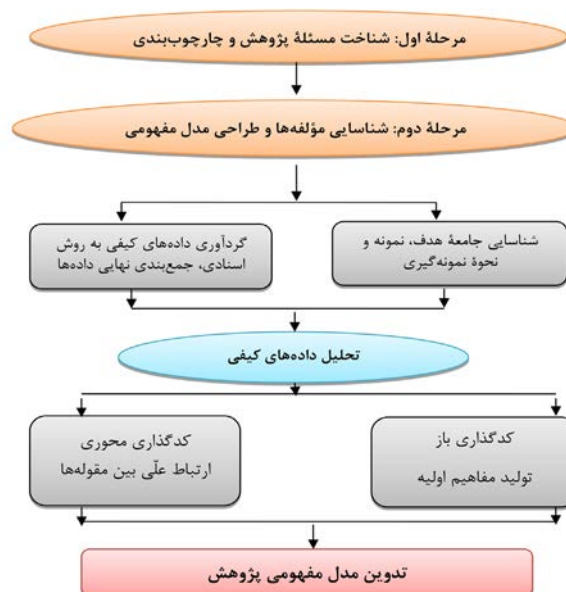 مرحلهٔ اول: شناخت مسئلهٔ پژوهش و چارچوب‌بندی
مرحلهٔ دوم: شناسایی مؤلفه‌ها و طراحی مدل مفهومی
شناسایی جامعهٔ هدف، نمونه و
نحوهٔ نمونه‌گیری
گردآوری داده‌های کیفی به روش
اسنادی، جمع‌بندی نهایی داده‌ها
تحلیل داده‌های کیفی
کدگذاری باز
تولید مفاهیم اولیه
کدگذاری محوری
ارتباط علّی بین مقوله‌ها
تدوین مدل مفهومی پژوهش